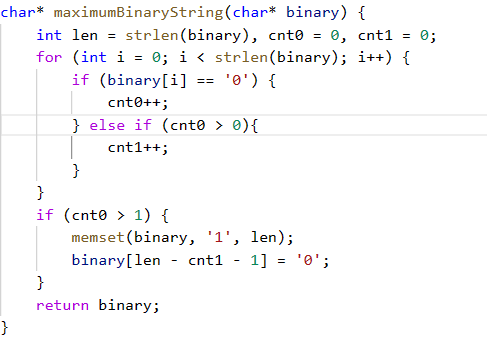 char* maximumBinaryString(char* binary) {
    int len = strlen(binary), cnt0 = 0, cnt1 = 0;
    for (int i = 0; i < strlen(binary); i++) {
        if (binary[i] == '0') {
            cnt0++;
        } else if (cnt0 > 0){
            cnt1++;
        }
    }
    if (cnt0 > 1) {
        memset(binary, '1', len);
        binary[len - cnt1 - 1] = '0';
    }
    return binary;
}